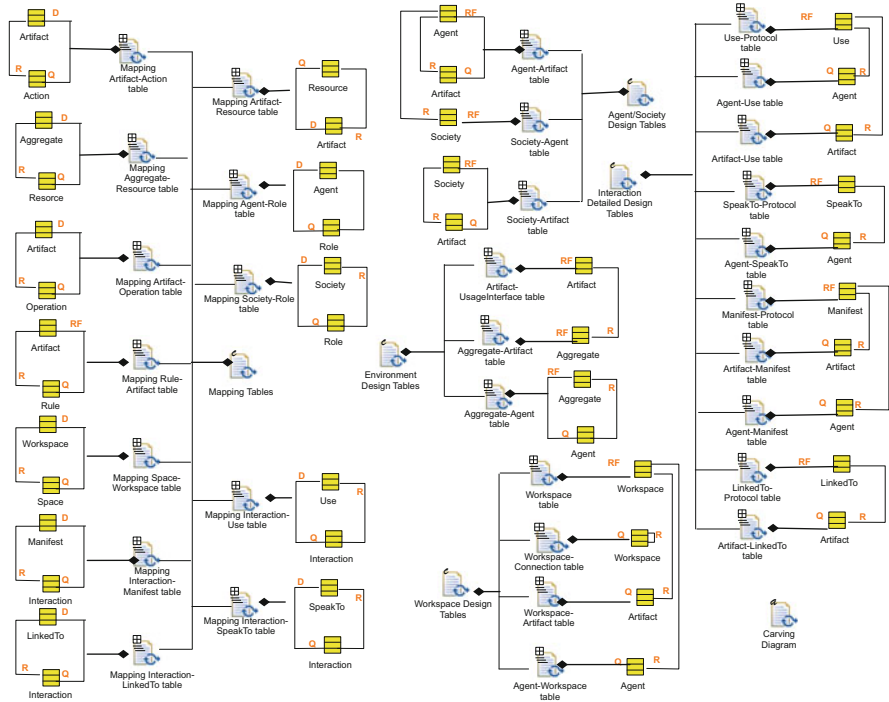 D
Artifact
R
Q
Action
Mapping
Artifact-Action
table
D
Aggregate
R
Q
Resorce
Mapping
Aggregate-
Resource table
D
Artifact
R
Q
Operation
Mapping Artifact-
Operation table
RF
Artifact
R
Q
Rule
Mapping Rule-
Artifact table
D
Workspace
R
Q
Space
Mapping Space-
Workspace table
D
Manifest
R
Q
Interaction
Mapping
Interaction-
Manifest table
D
LinkedTo
R
Q
Interaction
Mapping Interaction-
LinkedTo table
Q
Resource
D
Artifact
R
Mapping Artifact-
Resource table
D
Agent
R
Q
Role
Mapping Agent-Role
table
D
Society
R
Q
Role
Mapping Society-Role
table
Mapping Tables
D
Use
R
Q
Interaction
Mapping Interaction-
Use table
D
SpeakTo
R
Q
Interaction
Mapping Interaction-
SpeakTo table
RF
Agent
R
Q
Artifact
Agent-Artifact
table
R
RF
Society
Society-Agent
table
RF
Society
R
Q
Artifact
Society-Artifact
table
Agent/Society
Design Tables
Artifact-
UsageInterface table
RF
Artifact
Aggregate-Artifact
table
RF
R
Aggregate
Environment
Design Tables
Aggregate-Agent
table
RF
Aggregate
R
Q
Agent
Workspace
table
RF
Workspace
Workspace-
Connection table
Q
R
Workspace
Workspace Design
Tables
Workspace-
Artifact table
Q
R
Artifact
Agent-Workspace
table
Q
R
Agent
Interaction
Detailed Design
Tables
Use-Protocol
table
RF
Use
Agent-Use table
Q
R
Agent
Artifact-Use table
Q
R
Artifact
SpeakTo-Protocol
table
RF
SpeakTo
Agent-SpeakTo
table
Q
R
Agent
Manifest-Protocol
table
RF
Manifest
Artifact-Manifest
table
Q
R
Artifact
Agent-Manifest
table
Q
R
Agent
LinkedTo-
Protocol table
RF
LinkedTo
Artifact-LinkedTo
table
Q
R
Artifact
Carving
Diagram